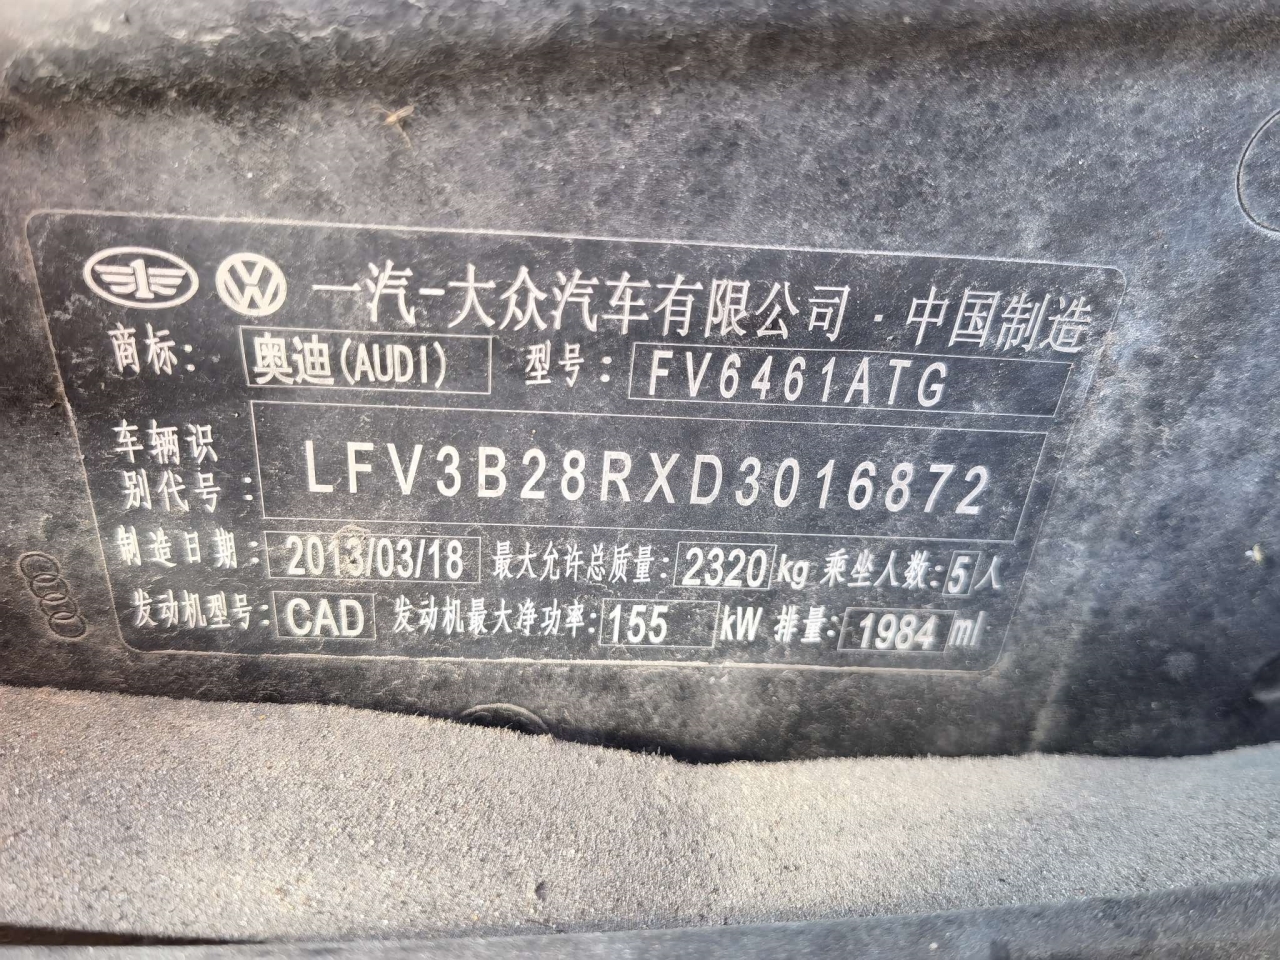 一汽-大众汽车有限公司·中国制造
商标: 奥迪(AUDI) 型号: FV6461ATG
车辆识
别代号: LFV3B28RXD3016872
制造日期: 2013/03/18 最大允许总质量: 2320 kg 乘坐人数: 5 人
发动机型号: CAD 发动机最大净功率: 155 kW 排量: 1984 ml